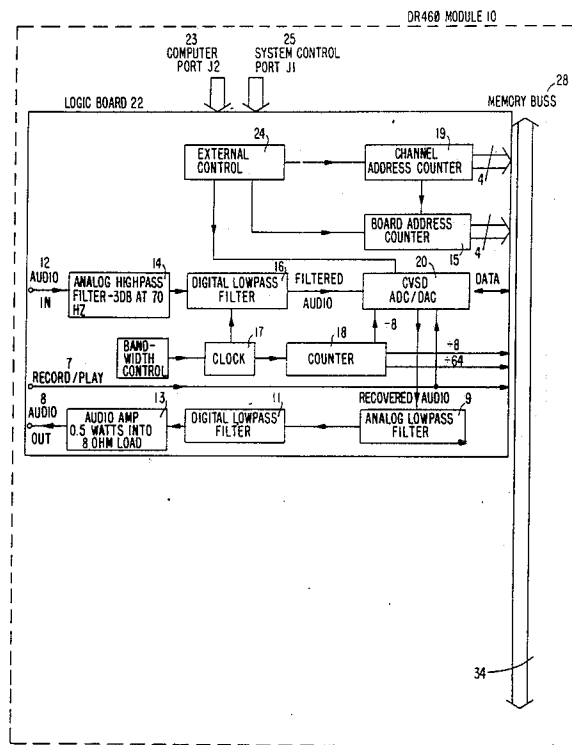 DR460 MODULE 10
23
COMPUTER
PORT J2
25
SYSTEM CONTROL
PORT J1
28
MEMORY BUSS
LOGIC BOARD 22
24
EXTERNAL
CONTROL
19
CHANNEL
ADDRESS COUNTER
4
BOARD ADDRESS
COUNTER
15
4
12
AUDIO
IN
14
ANALOG HIGHPASS
FILTER-3DB AT 70
HZ
16
DIGITAL LOWPASS
FILTER
FILTERED
AUDIO
20
CVSD
ADC/DAC
DATA
BAND-
WIDTH
CONTROL
17
CLOCK
18
COUNTER
÷8
÷8
÷64
7
RECORD/PLAY
8
AUDIO
OUT
13
AUDIO AMP
0.5 WATTS INTO
8 OHM LOAD
11
DIGITAL LOWPASS
FILTER
RECOVERED AUDIO
9
ANALOG LOWPASS
FILTER
34